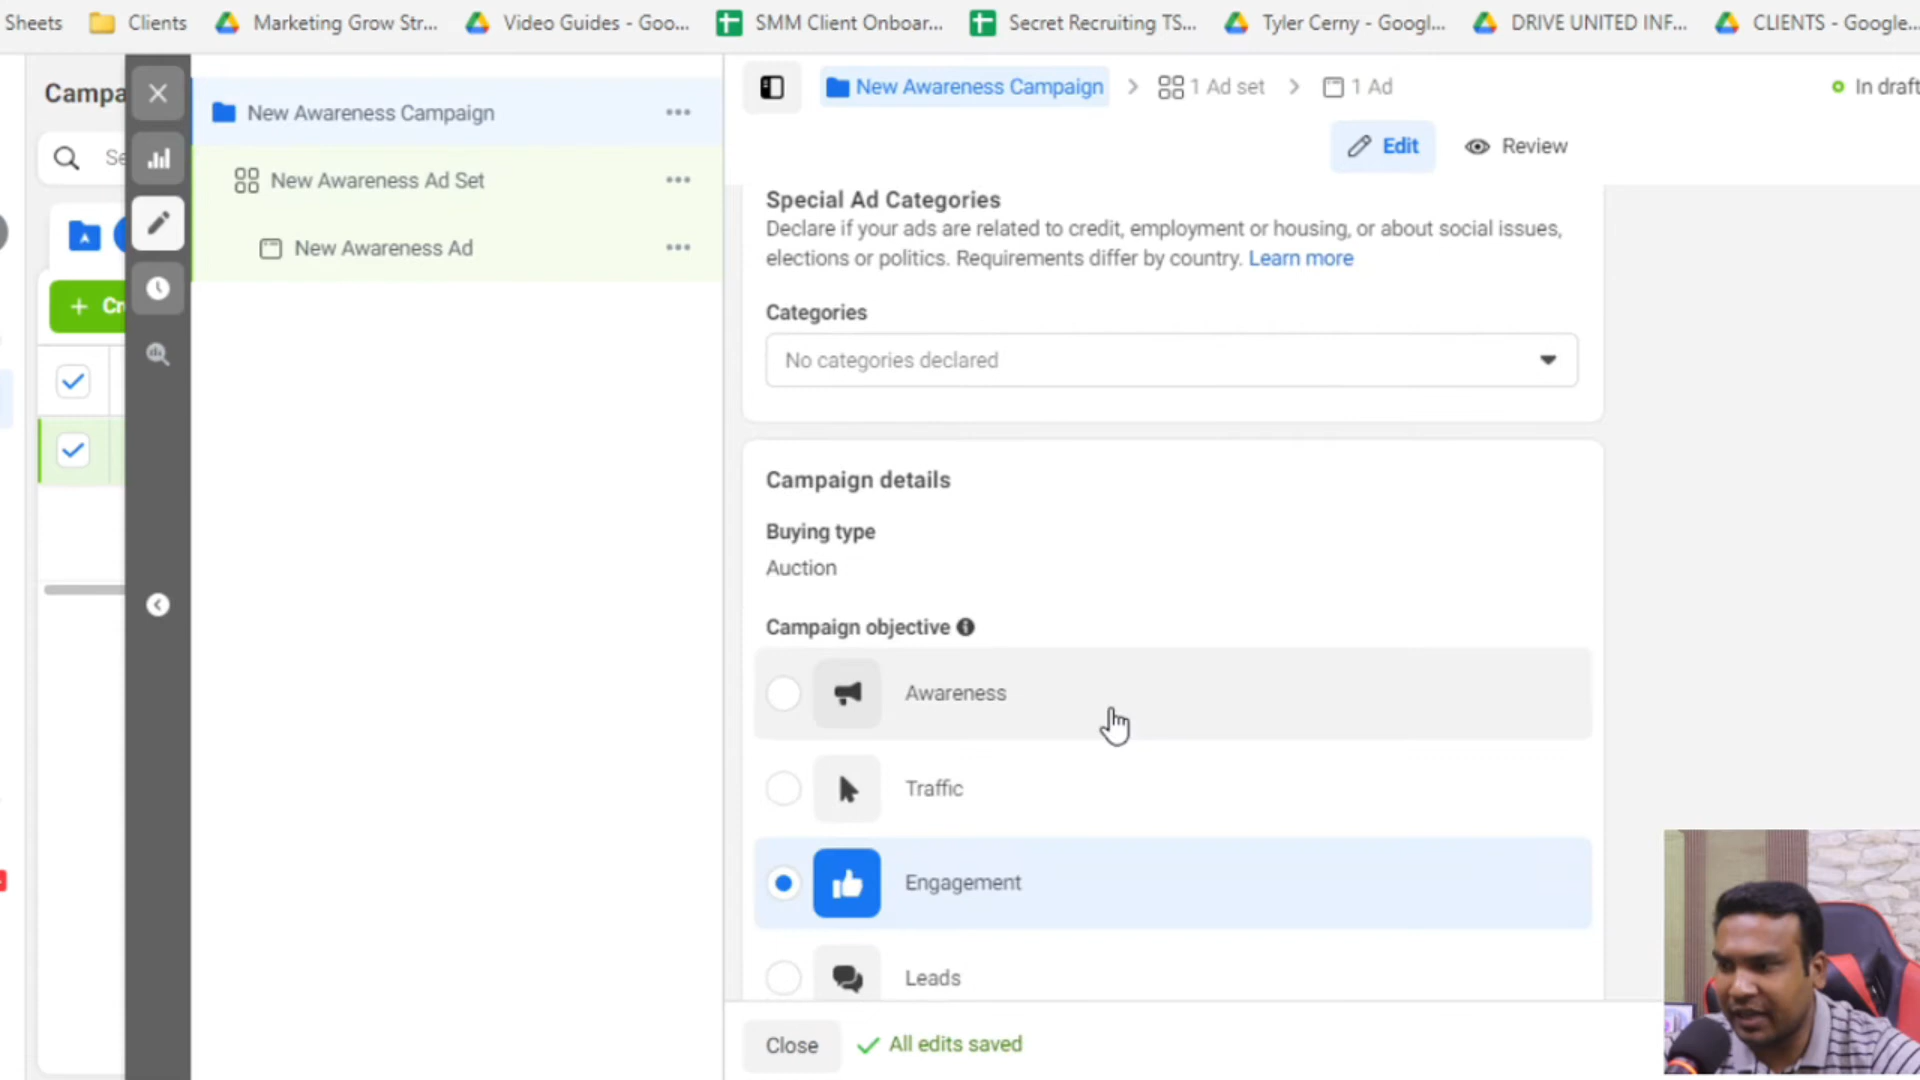 Sheets
Clients
Marketing Grow Str...
Video Guides - Goo...
SMM Client Onboar...
Secret Recruiting TS...
Tyler Cerny - Googl...
DRIVE UNITED INF...
CLIENTS - Google...
Campa
Se
Cr
New Awareness Campaign
New Awareness Ad Set
New Awareness Ad
New Awareness Campaign
1 Ad set
1 Ad
In draft
Edit
Review
Special Ad Categories
Declare if your ads are related to credit, employment or housing, or about social issues,
elections or politics. Requirements differ by country. Learn more
Categories
No categories declared
Campaign details
Buying type
Auction
Campaign objective
Awareness
Traffic
Engagement
Leads
Close
All edits saved